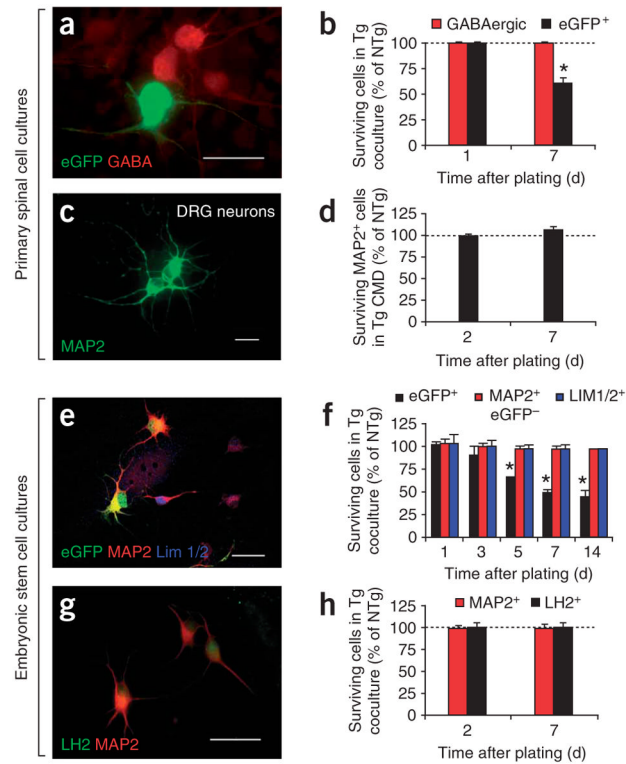 Primary spinal cell cultures
a
eGFP GABA
b
GABAergic eGFP+
Surviving cells in Tg
coculture (% of NTg)
100
75
50
25
0
*
1 7
Time after plating (d)
c
DRG neurons
MAP2
d
Surviving MAP2+ cells
in Tg CMD (% of NTg)
125
100
75
50
25
0
2 7
Time after plating (d)
Embryonic stem cell cultures
e
eGFP MAP2 Lim 1/2
f
eGFP+ MAP2+ LIM1/2+
eGFP–
Surviving cells in Tg
coculture (% of NTg)
125
100
75
50
25
0
* * *
1 3 5 7 14
Time after plating (d)
g
LH2 MAP2
h
MAP2+ LH2+
Surviving cells in Tg
coculture (% of NTg)
125
100
75
50
25
0
2 7
Time after plating (d)